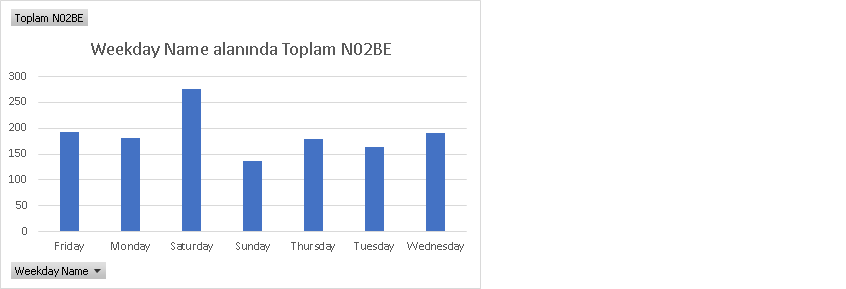 Toplam N02BE
Weekday Name alanında Toplam N02BE
300
250
200
150
100
50
0
Friday Monday Saturday Sunday Thursday Tuesday Wednesday
Weekday Name